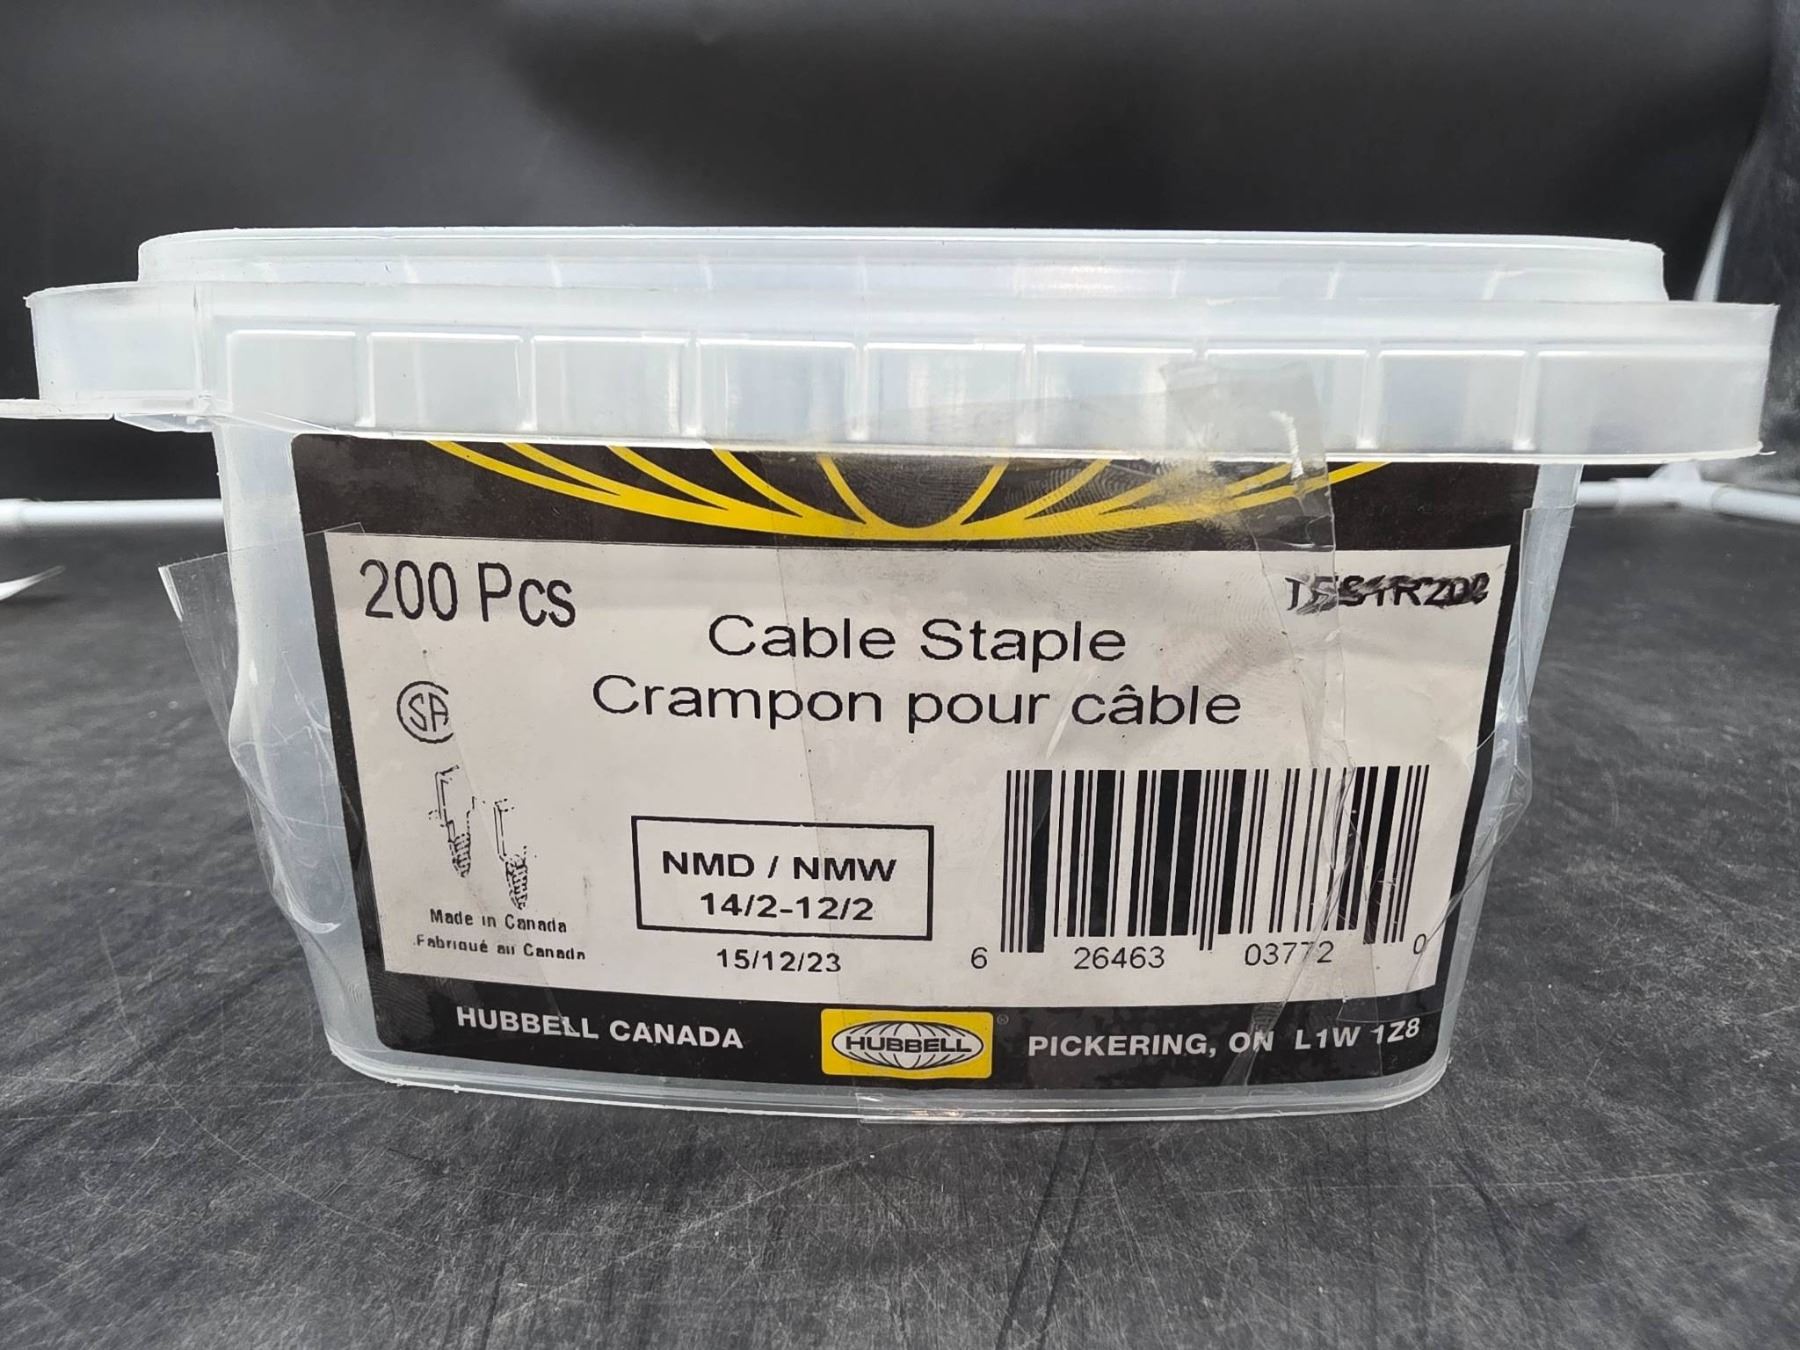 200 Pcs
Cable Staple
Crampon pour câble
SA
Made in Canada
Fabriqué au Canada
NMD / NMW
14/2-12/2
15/12/23
6 26463 03772 0
HUBBELL CANADA
HUBBELL
®
PICKERING, ON L1W 1Z8